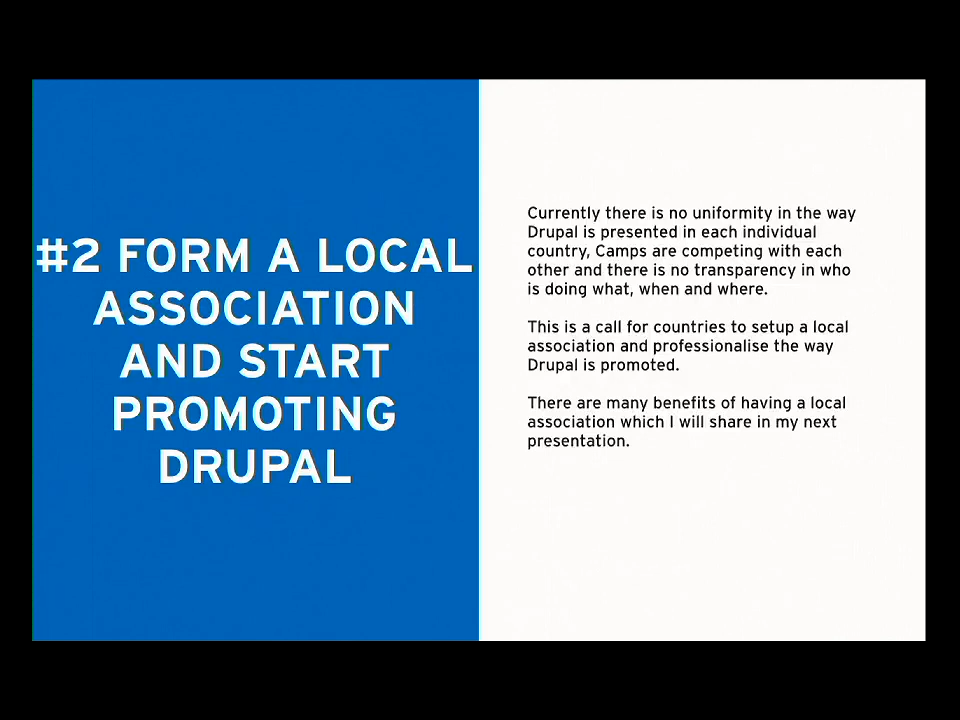 #2 FORM A LOCAL
ASSOCIATION
AND START
PROMOTING
DRUPAL
Currently there is no uniformity in the way
Drupal is presented in each individual
country, Camps are competing with each
other and there is no transparency in who
is doing what, when and where.
This is a call for countries to setup a local
association and professionalise the way
Drupal is promoted.
There are many benefits of having a local
association which I will share in my next
presentation.